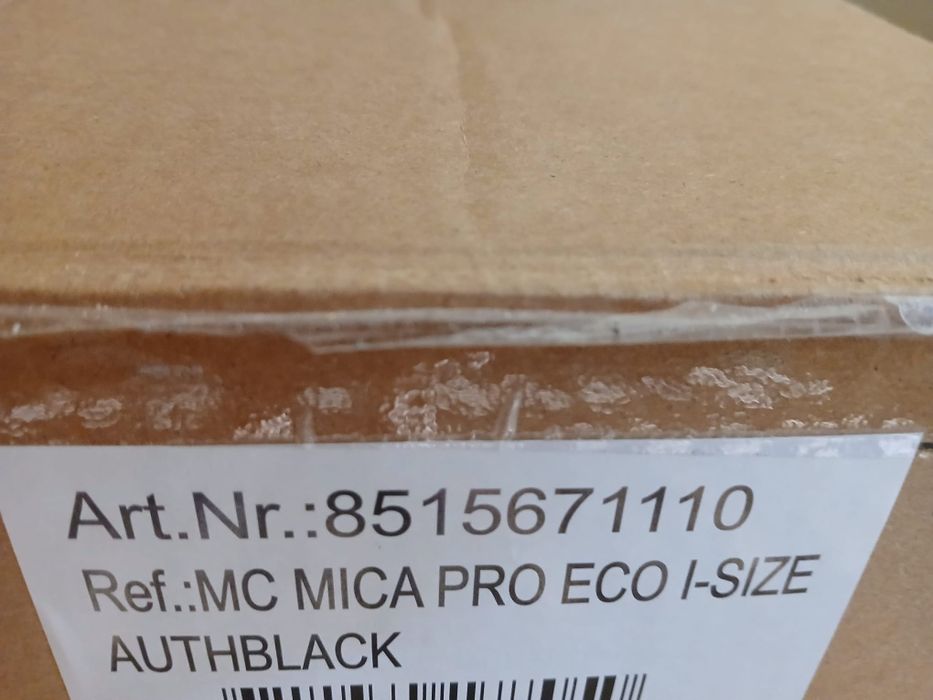 Art.Nr.:8515671110
Ref.:MC MICA PRO ECO I-SIZE
AUTHBLACK